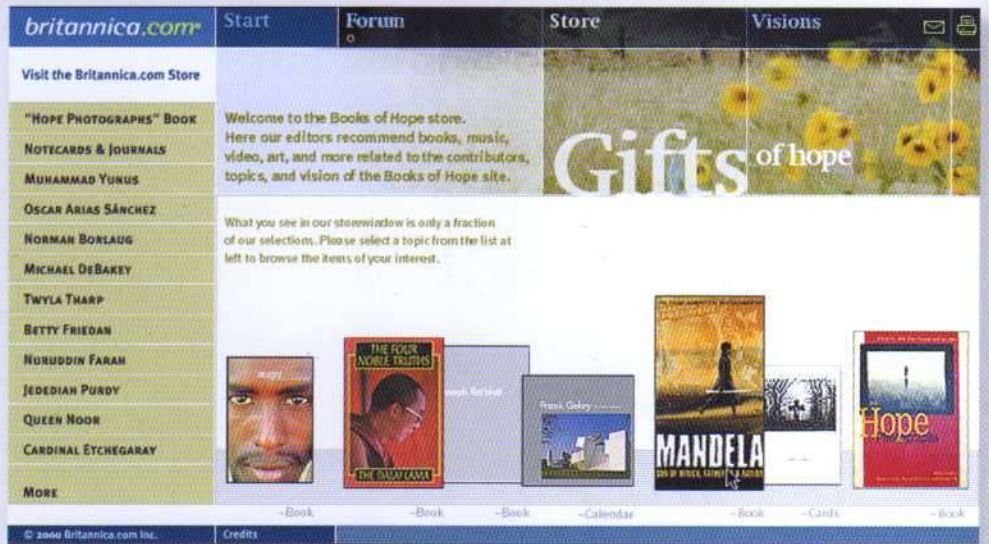 britannica.com
Start
Forum
Store
Visions
Visit the Britannica.com Store
"HOPE PHOTOGRAPHS" BOOK
NOTECARDS & JOURNALS
MUHAMMAD YUNUS
OSCAR ARIAS SÁNCHEZ
NORMAN BORLAUG
MICHAEL DEBAKEY
TWYLA THARP
BETTY FRIEDAN
NURUDDIN FARAH
JEDEDIAH PURDY
QUEEN NOOR
CARDINAL ETCHEGARAY
MORE
Welcome to the Books of Hope store.
Here our editors recommend books, music,
video, art, and more related to the contributors,
topics, and vision of the Books of Hope site.
Gifts of hope
What you see in our storewindow is only a fraction
of our selections. Please select a topic from the list at
left to browse the items of your interest.
THE FOUR
NOBLE TRUTHS
THE DALAI LAMA
Frank Gehry
MANDELA
SON OF AFRICA, FATHER OF A NATION
Hope
~Book
~Book
~Book
~Calendar
~Book
~Cards
~Book
© 2000 Britannica.com Inc.
Credits